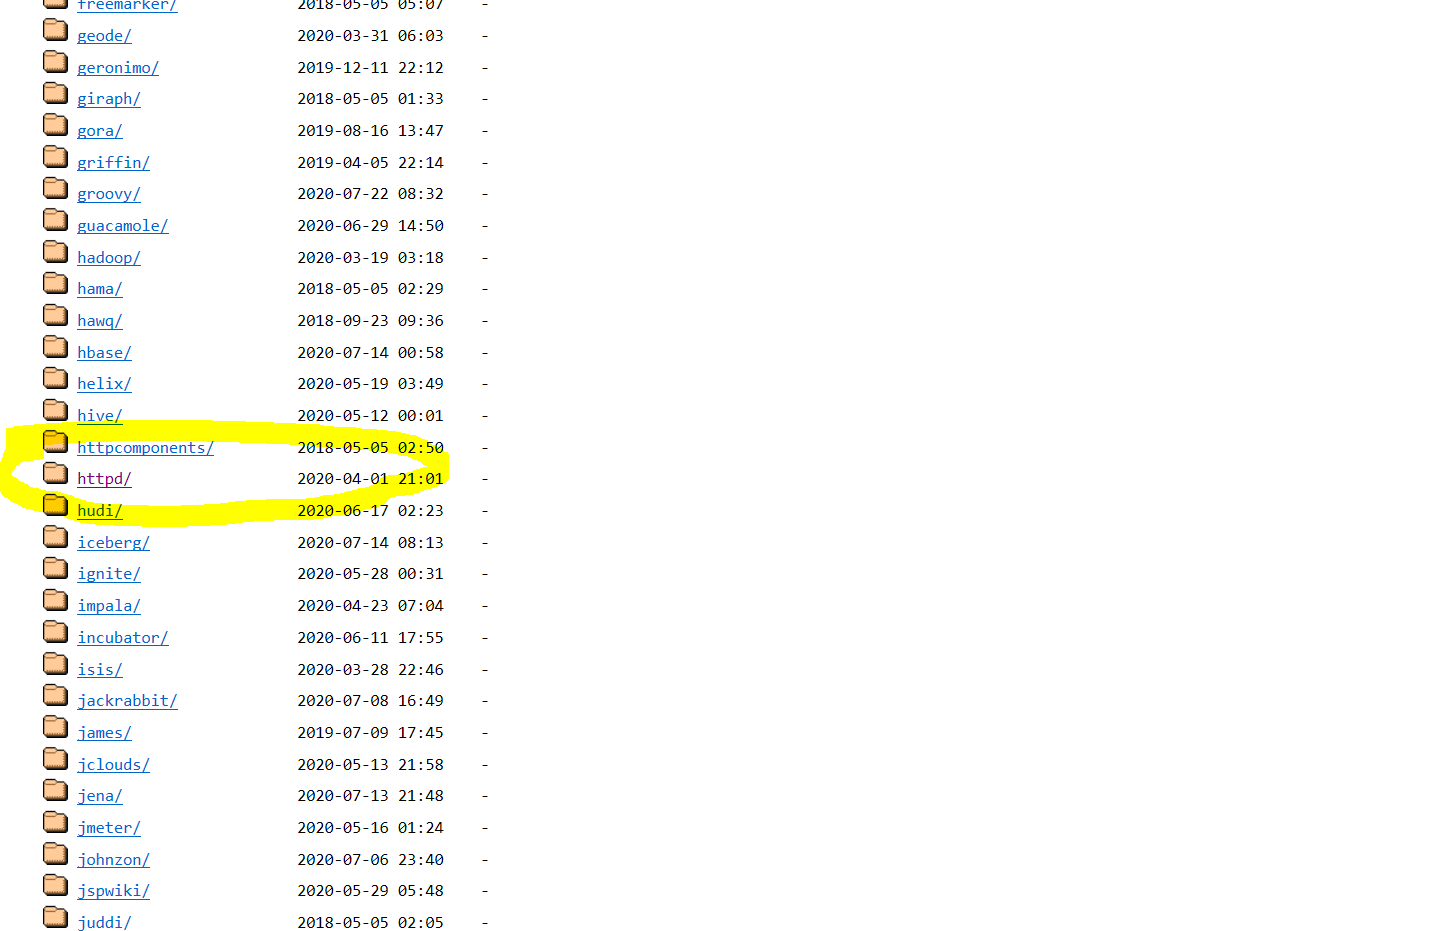 freemarker/ 2018-05-05 05:07 -
geode/ 2020-03-31 06:03 -
geronimo/ 2019-12-11 22:12 -
giraph/ 2018-05-05 01:33 -
gora/ 2019-08-16 13:47 -
griffin/ 2019-04-05 22:14 -
groovy/ 2020-07-22 08:32 -
guacamole/ 2020-06-29 14:50 -
hadoop/ 2020-03-19 03:18 -
hama/ 2018-05-05 02:29 -
hawq/ 2018-09-23 09:36 -
hbase/ 2020-07-14 00:58 -
helix/ 2020-05-19 03:49 -
hive/ 2020-05-12 00:01 -
httpcomponents/ 2018-05-05 02:50 -
httpd/ 2020-04-01 21:01 -
hudi/ 2020-06-17 02:23 -
iceberg/ 2020-07-14 08:13 -
ignite/ 2020-05-28 00:31 -
impala/ 2020-04-23 07:04 -
incubator/ 2020-06-11 17:55 -
isis/ 2020-03-28 22:46 -
jackrabbit/ 2020-07-08 16:49 -
james/ 2019-07-09 17:45 -
jclouds/ 2020-05-13 21:58 -
jena/ 2020-07-13 21:48 -
jmeter/ 2020-05-16 01:24 -
johnzon/ 2020-07-06 23:40 -
jspwiki/ 2020-05-29 05:48 -
juddi/ 2018-05-05 02:05 -